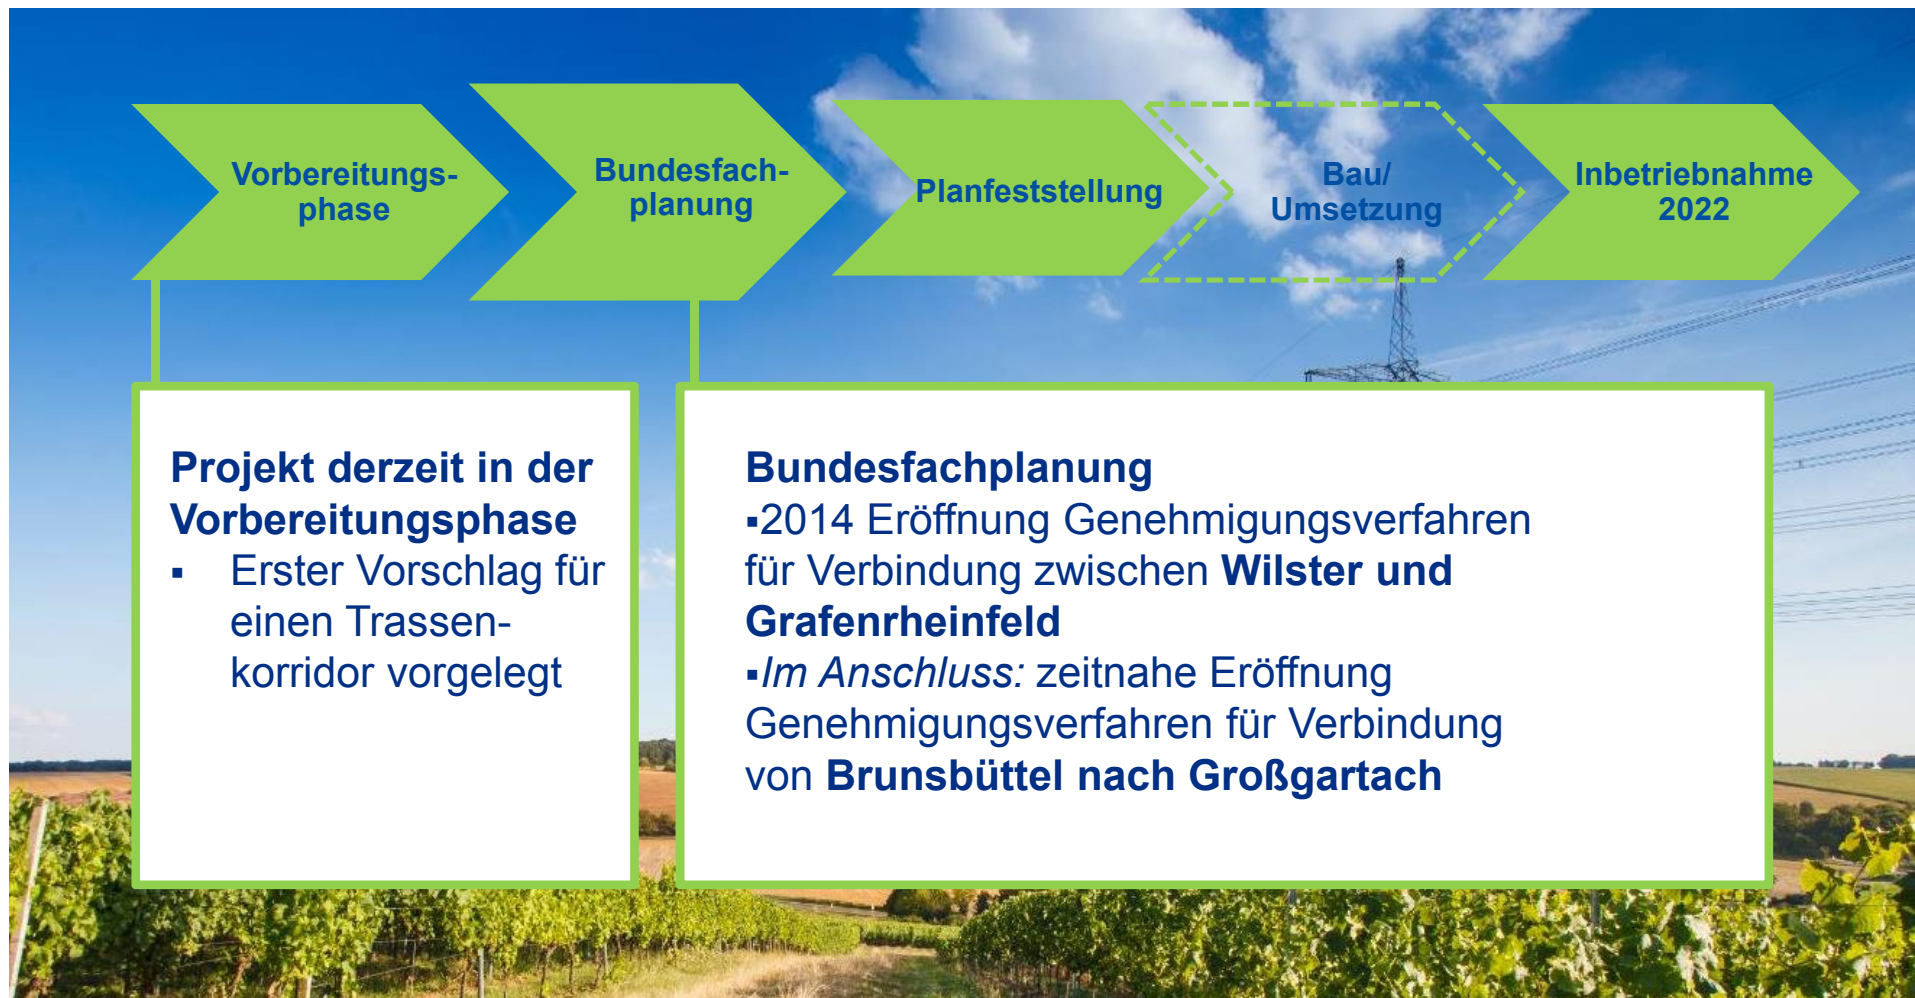 Vorbereitungs-
phase
Bundesfach-
planung
Planfeststellung
Bau/
Umsetzung
Inbetriebnahme
2022
Projekt derzeit in der
Vorbereitungsphase
▪ Erster Vorschlag für
einen Trassen-
korridor vorgelegt
Bundesfachplanung
▪2014 Eröffnung Genehmigungsverfahren
für Verbindung zwischen Wilster und
Grafenrheinfeld
▪Im Anschluss: zeitnahe Eröffnung
Genehmigungsverfahren für Verbindung
von Brunsbüttel nach Großgartach